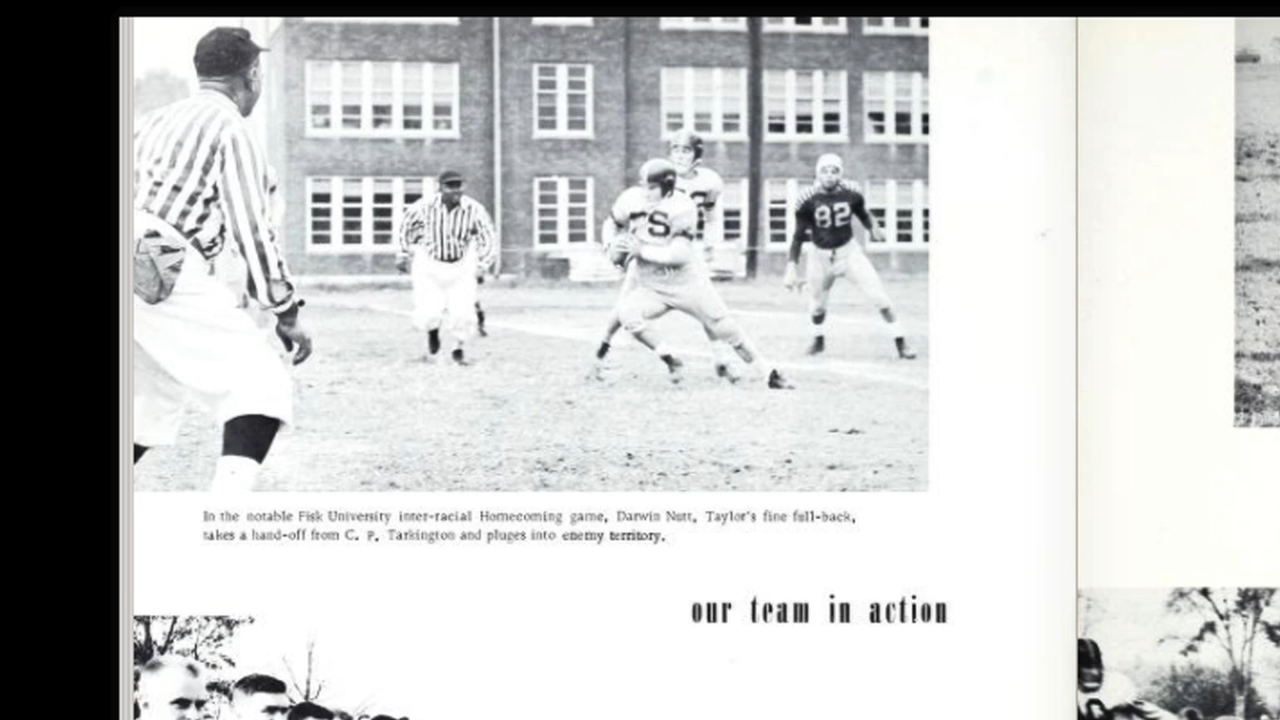 82
In the notable Fisk University inter-racial Homecoming game, Darwin Nutt, Taylor's fine full-back,
takes a hand-off from C. P. Tarkington and pluges into enemy territory.
our team in action